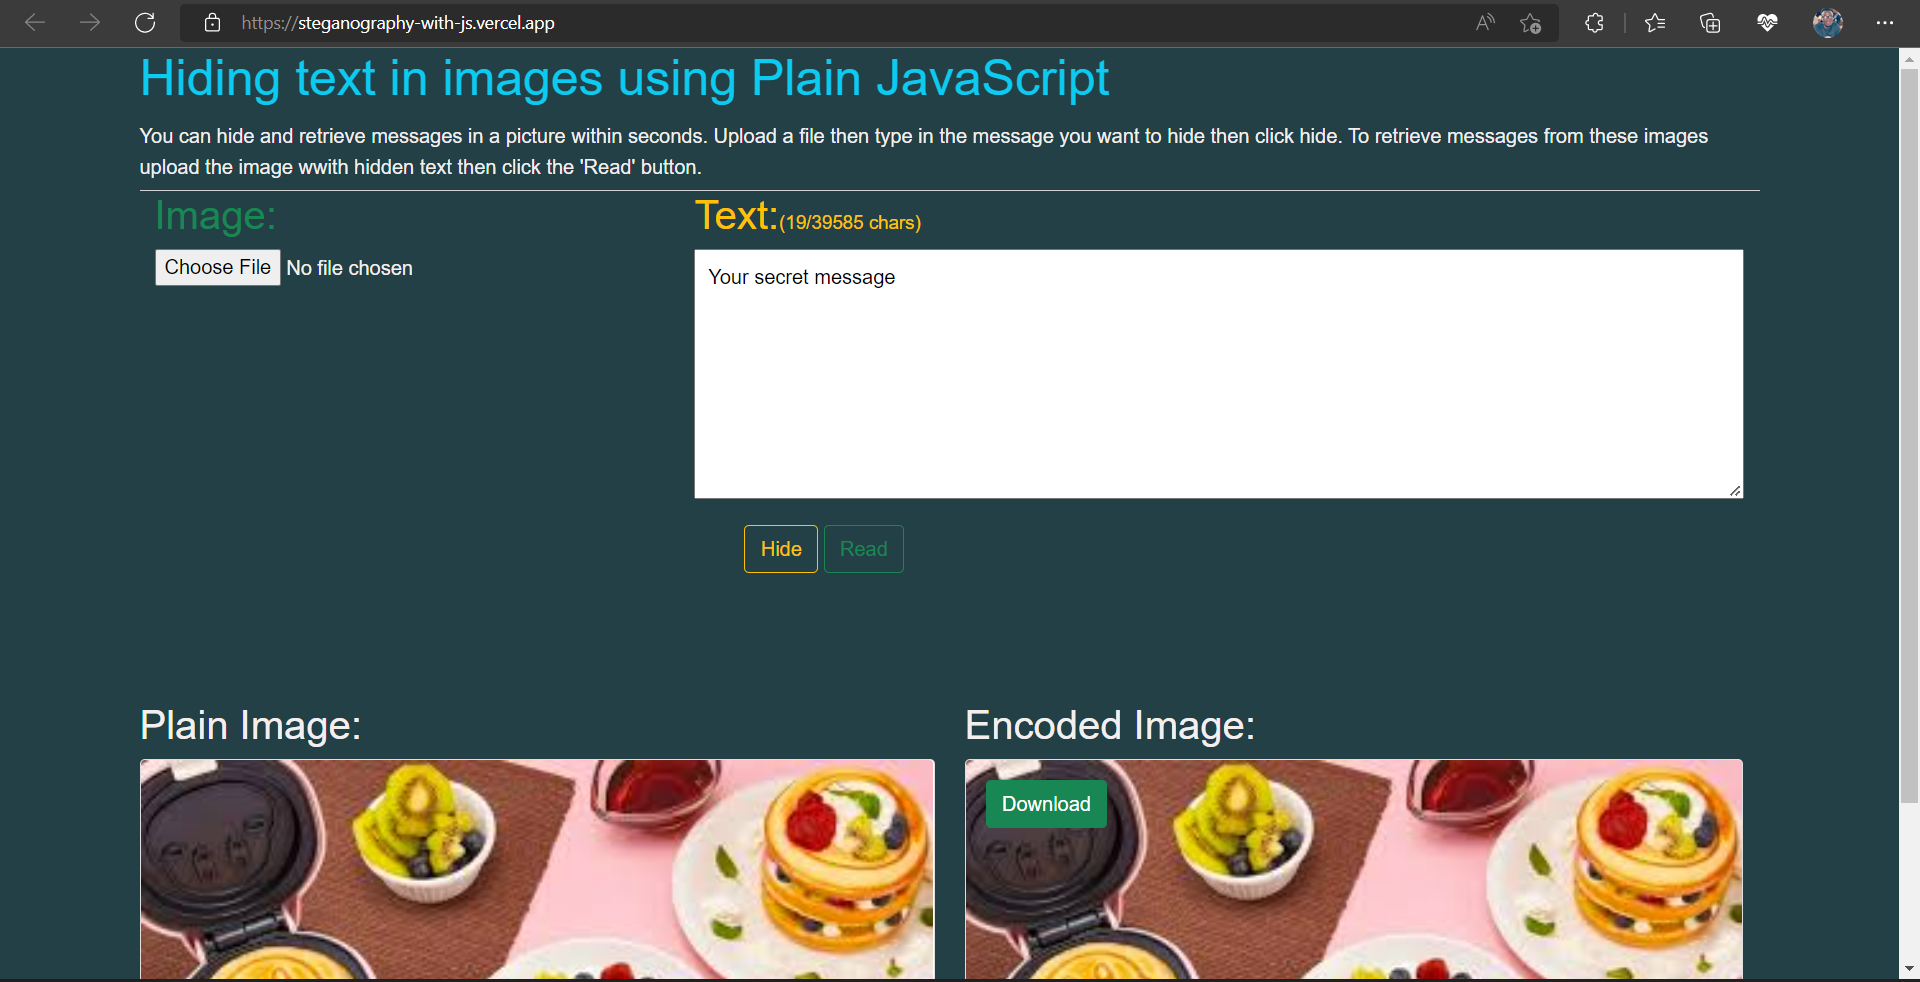 https://steganography-with-js.vercel.app
Hiding text in images using Plain JavaScript
You can hide and retrieve messages in a picture within seconds. Upload a file then type in the message you want to hide then click hide. To retrieve messages from these images
upload the image wwith hidden text then click the 'Read' button.
Image:
Choose File No file chosen
Text:(19/39585 chars)
Your secret message
Hide Read
Plain Image:
Encoded Image:
Download